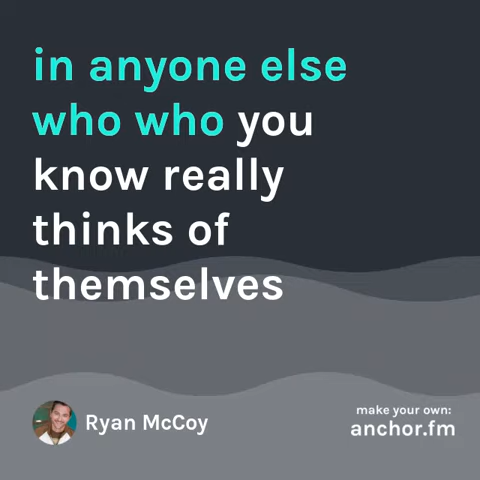 in anyone else
who who you
know really
thinks of
themselves
Ryan McCoy
make your own:
anchor.fm